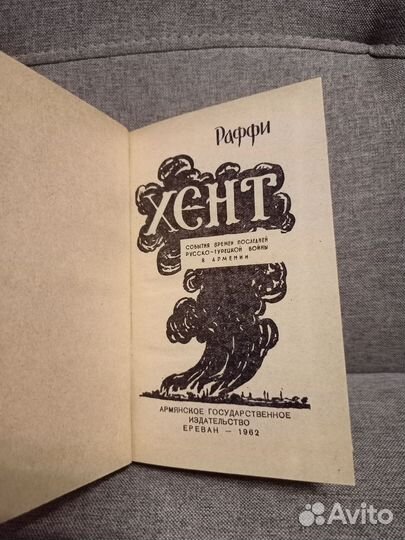 Раффи
ХЕНТ
СОБЫТИЯ ВРЕМЕН ПОСЛЕДНЕЙ
РУССКО-ТУРЕЦКОЙ ВОЙНЫ
В АРМЕНИИ
АРМЯНСКОЕ ГОСУДАРСТВЕННОЕ
ИЗДАТЕЛЬСТВО
ЕРЕВАН — 1962
Avito